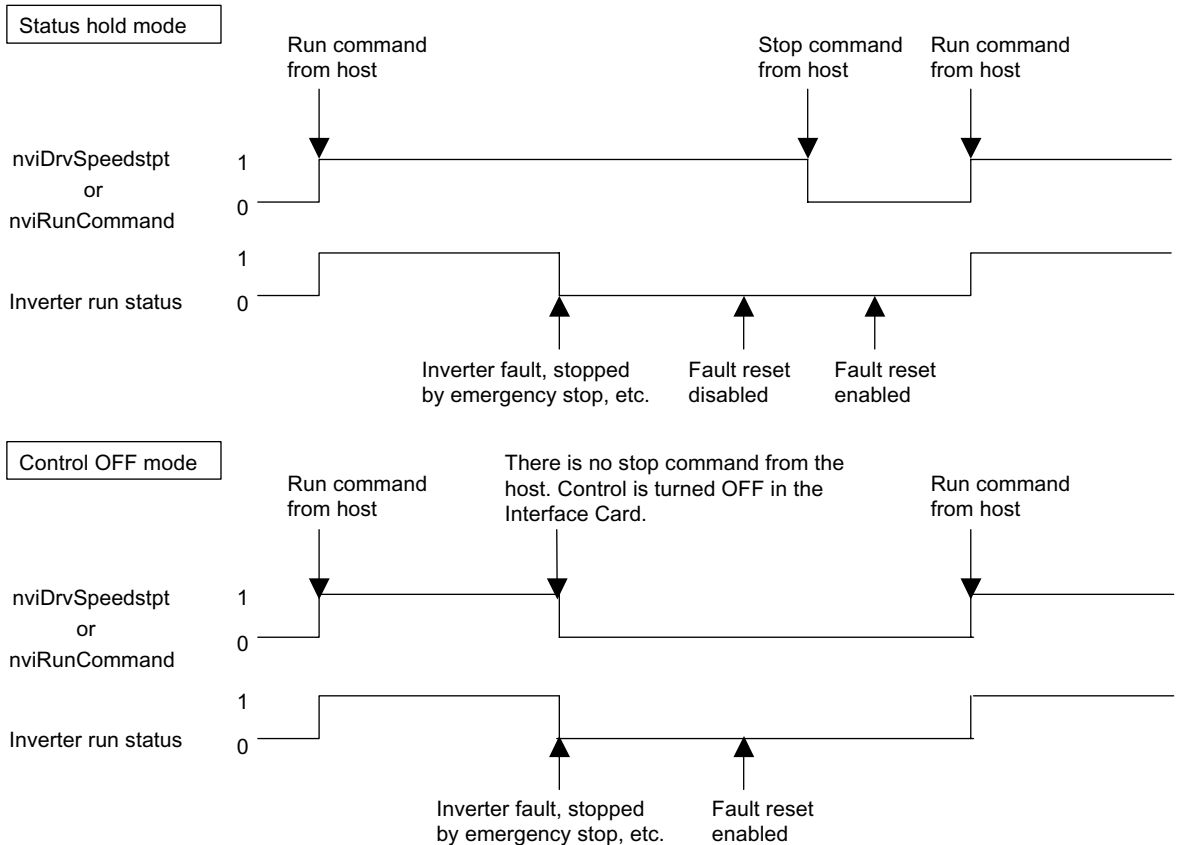 Status hold mode
Run command
from host
Stop command
from host
Run command
from host
nviDrvSpeedstpt
or
nviRunCommand
1
0
1
Inverter run status
0
Inverter fault, stopped
by emergency stop, etc.
Fault reset
disabled
Fault reset
enabled
Control OFF mode
Run command
from host
There is no stop command from the
host. Control is turned OFF in the
Interface Card.
Run command
from host
nviDrvSpeedstpt
or
nviRunCommand
1
0
1
Inverter run status
0
Inverter fault, stopped
by emergency stop, etc.
Fault reset
enabled